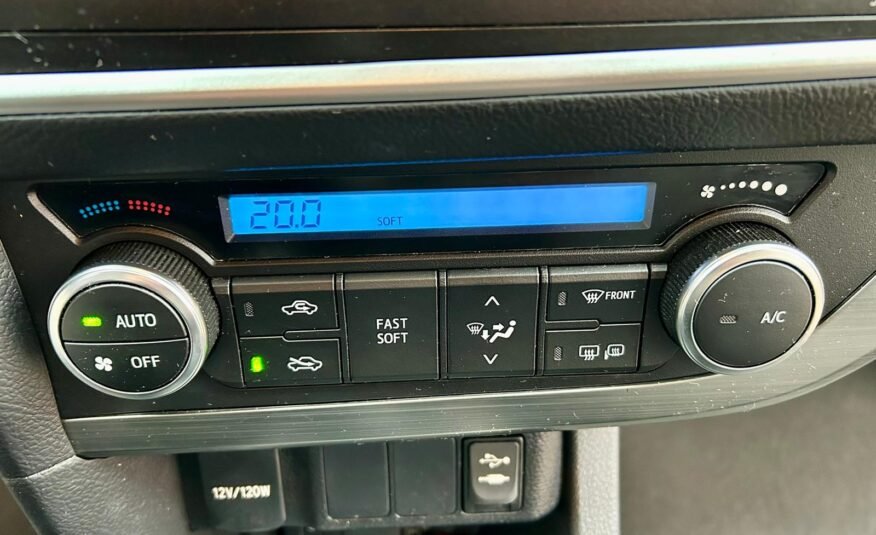 20.0 SOFT
AUTO
OFF
FAST
SOFT
FRONT
A/C
12V/120W